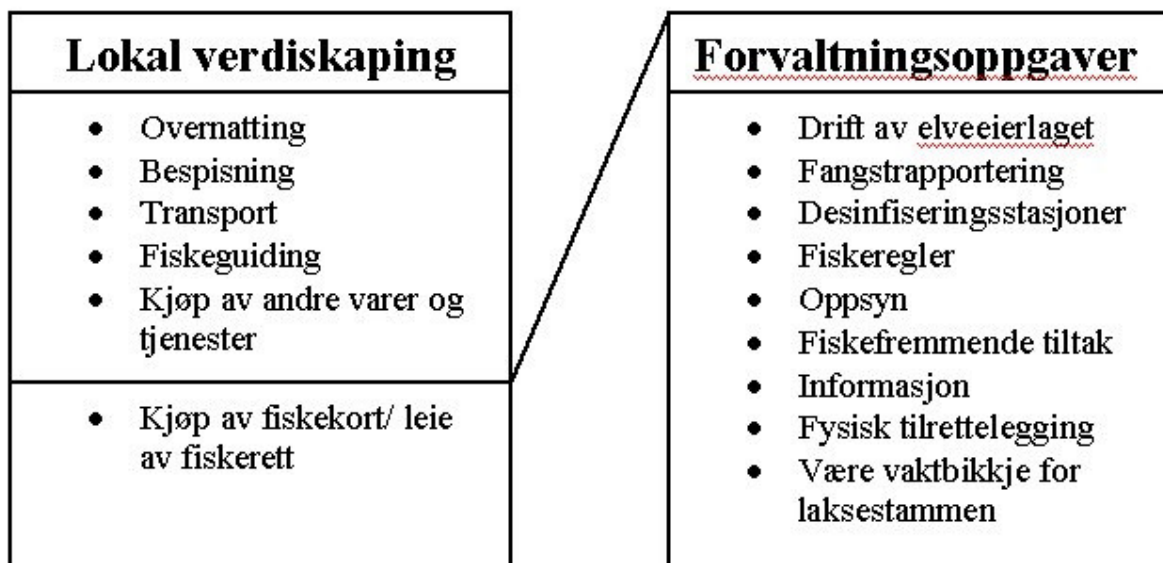 Lokal verdiskaping
• Overnatting
• Bespisning
• Transport
• Fiskeguiding
• Kjøp av andre varer og
tjenester
• Kjøp av fiskekort/ leie
av fiskerett
Forvaltningsoppgaver
• Drift av elveeierlaget
• Fangstrapportering
• Desinfiseringsstasjoner
• Fiskeregler
• Oppsyn
• Fiskefremmende tiltak
• Informasjon
• Fysisk tilrettelegging
• Være vaktbikkje for
laksestammen